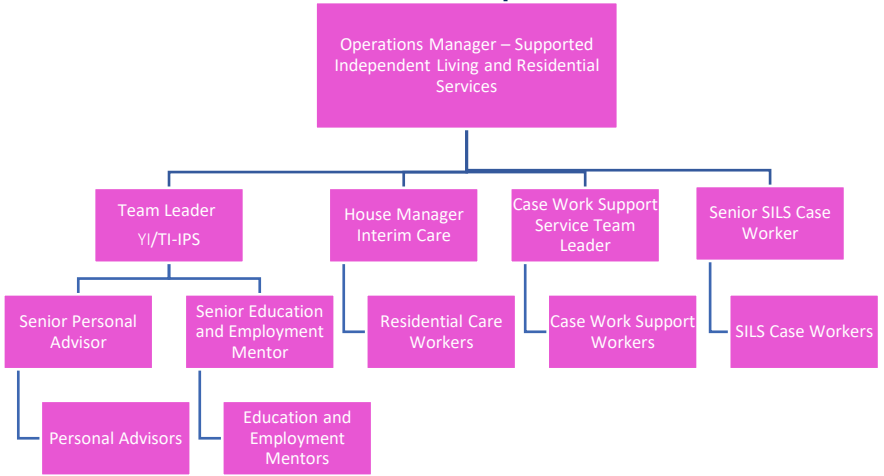 Operations Manager – Supported
Independent Living and Residential
Services
Team Leader
YI/TI-IPS
House Manager
Interim Care
Case Work Support
Service Team
Leader
Senior SILS Case
Worker
Senior Personal
Advisor
Senior Education
and Employment
Mentor
Residential Care
Workers
Case Work Support
Workers
SILS Case Workers
Personal Advisors
Education and
Employment
Mentors